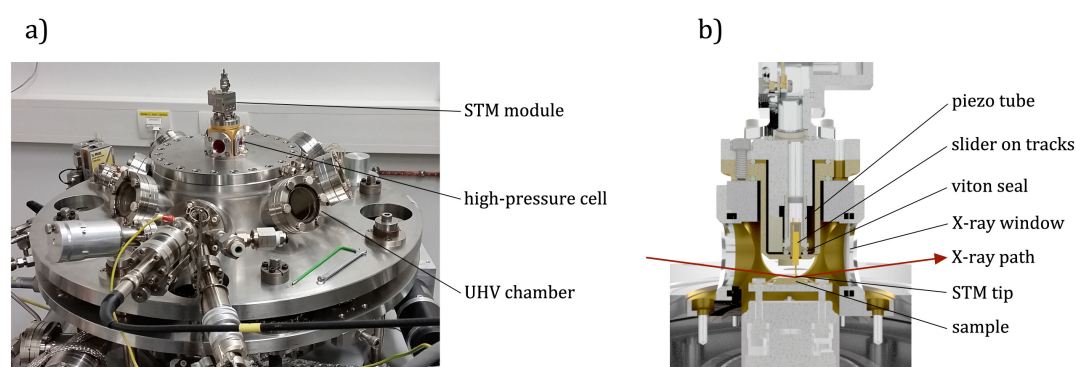 a)
b)
STM module
high-pressure cell
UHV chamber
piezo tube
slider on tracks
viton seal
X-ray window
X-ray path
STM tip
sample